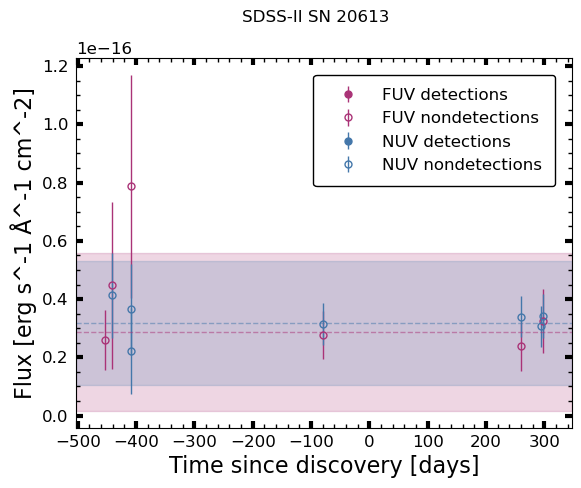 SDSS-II SN 20613
1e−16
1.2
1.0
0.8
0.6
0.4
0.2
0.0
Flux [erg s^-1 Å^-1 cm^-2]
FUV detections
FUV nondetections
NUV detections
NUV nondetections
−500 −400 −300 −200 −100 0 100 200 300
Time since discovery [days]